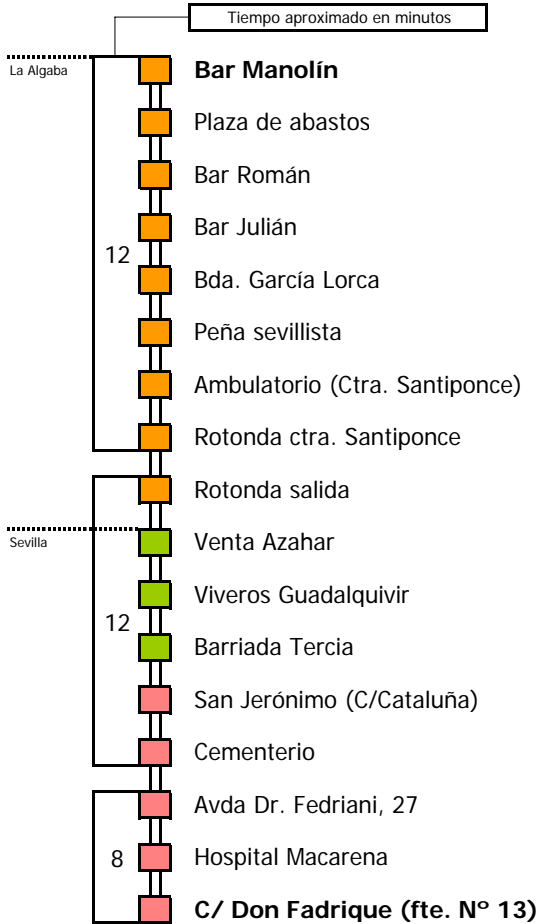 Tiempo aproximado en minutos
La Algaba
Bar Manolín
Plaza de abastos
Bar Román
Bar Julián
12
Bda. García Lorca
Peña sevillista
Ambulatorio (Ctra. Santiponce)
Rotonda ctra. Santiponce
Rotonda salida
Sevilla
Venta Azahar
Viveros Guadalquivir
12
Barriada Tercia
San Jerónimo (C/Cataluña)
Cementerio
Avda Dr. Fedriani, 27
8
Hospital Macarena
C/ Don Fadrique (fte. Nº 13)